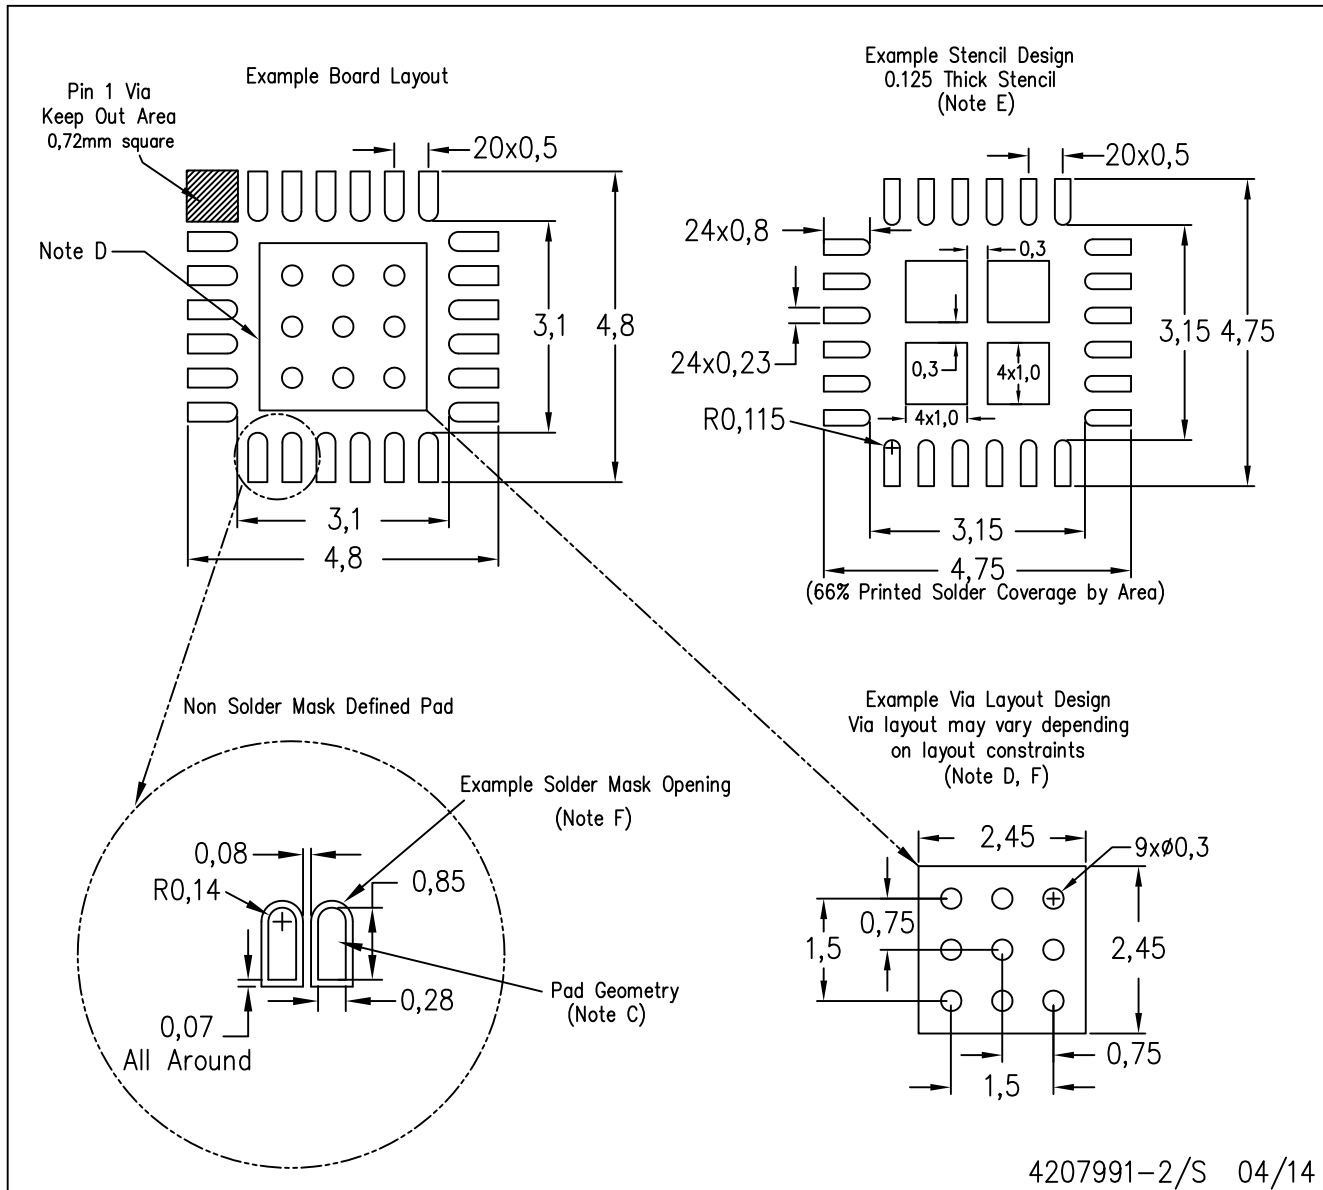 Example Board Layout
Pin 1 Via
Keep Out Area
0,72mm square
20x0,5
Note D
3,1
4,8
3,1
4,8
Example Stencil Design
0.125 Thick Stencil
(Note E)
20x0,5
24x0,8
0,3
3,15
4,75
24x0,23
0,3
4x1,0
4x1,0
R0,115
3,15
4,75
(66% Printed Solder Coverage by Area)
Non Solder Mask Defined Pad
Example Solder Mask Opening
(Note F)
0,08
R0,14
0,85
0,28
Pad Geometry
(Note C)
0,07
All Around
Example Via Layout Design
Via layout may vary depending
on layout constraints
(Note D, F)
2,45
9xø0,3
0,75
1,5
2,45
0,75
1,5
4207991-2/S 04/14